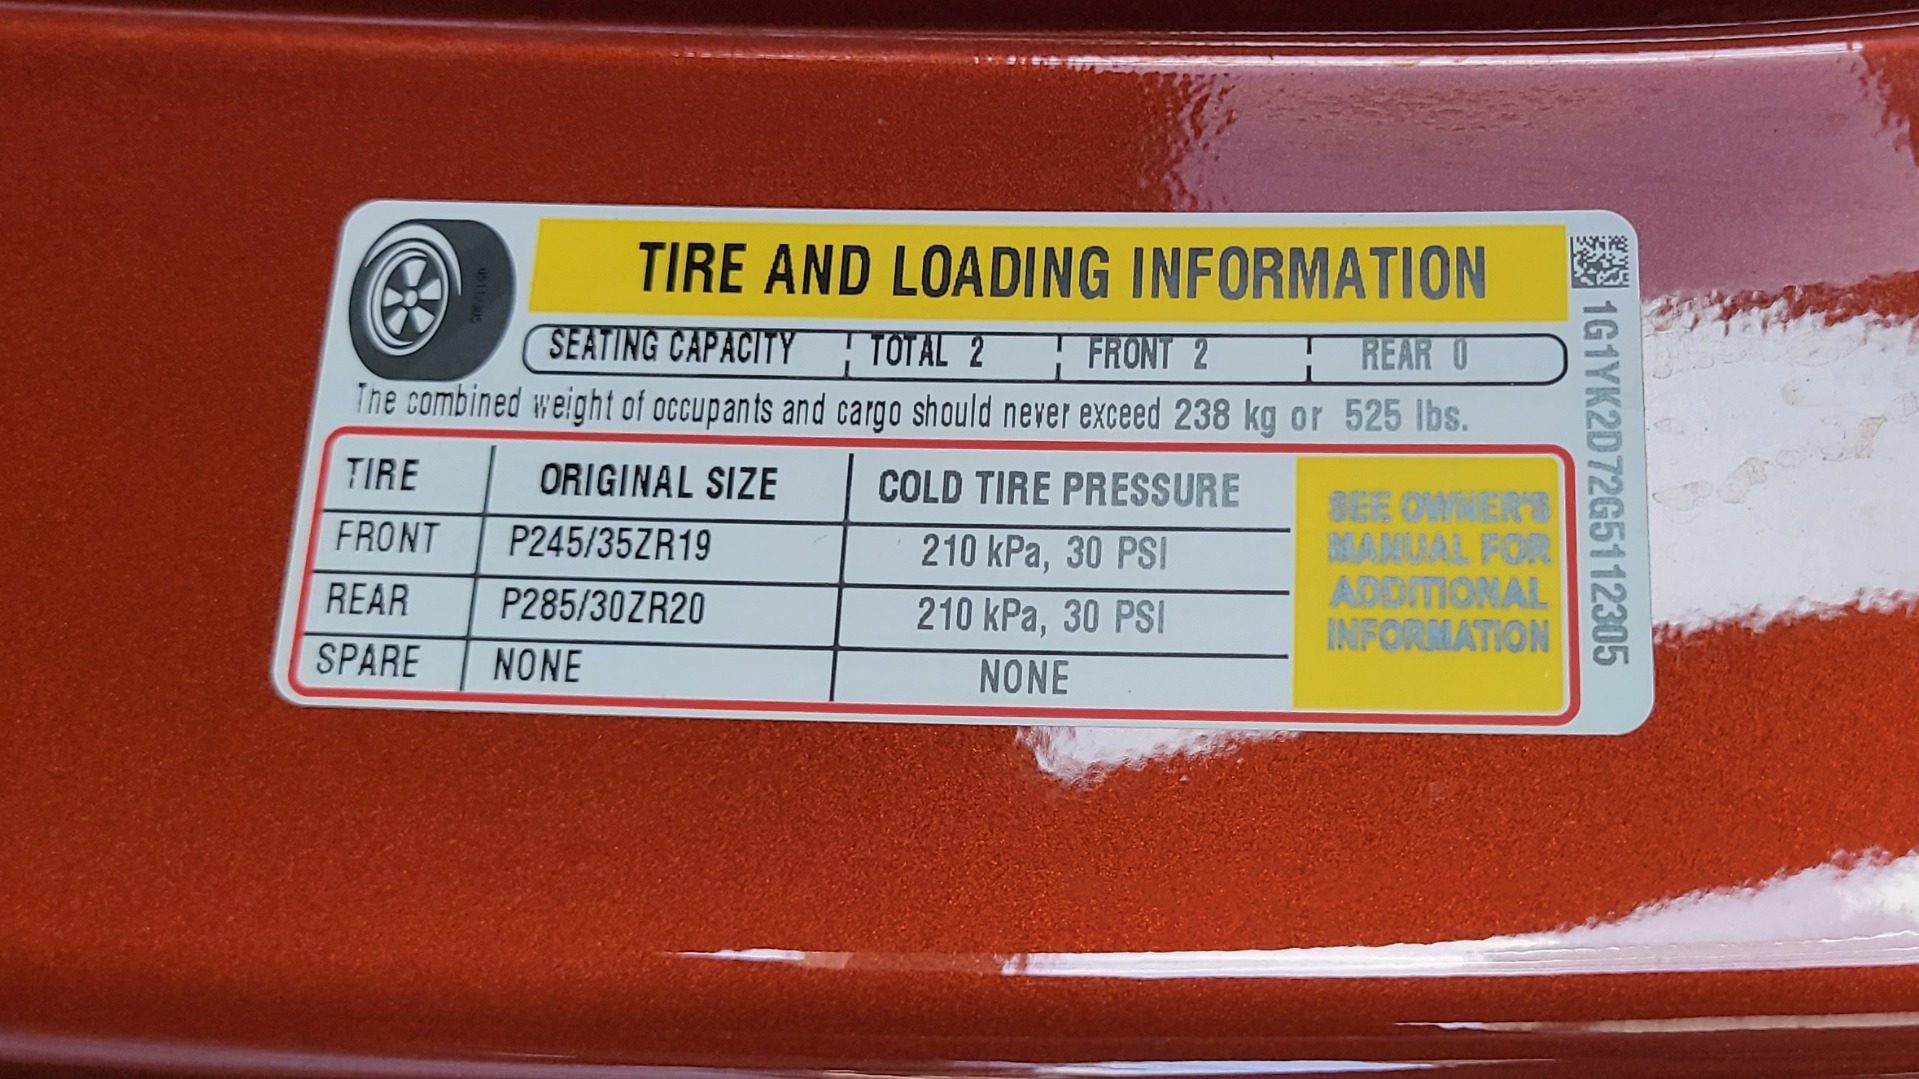 TIRE AND LOADING INFORMATION
SEATING CAPACITY TOTAL 2 FRONT 2 REAR 0
The combined weight of occupants and cargo should never exceed 238 kg or 525 lbs.
TIRE ORIGINAL SIZE COLD TIRE PRESSURE
FRONT P245/35ZR19 210 kPa, 30 PSI
REAR P285/30ZR20 210 kPa, 30 PSI
SPARE NONE NONE
SEE OWNER'S
MANUAL FOR
ADDITIONAL
INFORMATION
1G1YK2D72G5112305